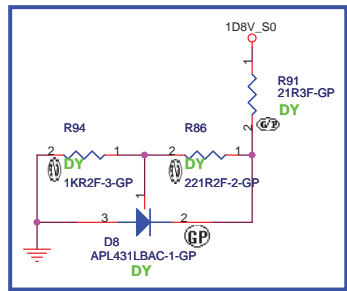 1D8V_S0
1
R91
21R3F-GP
DY
2
G/P
R94
R86
2
1
2
1
DY
DY
1KR2F-3-GP
221R2F-2-GP
1
3
2
GP
D8
APL431LBAC-1-GP
DY